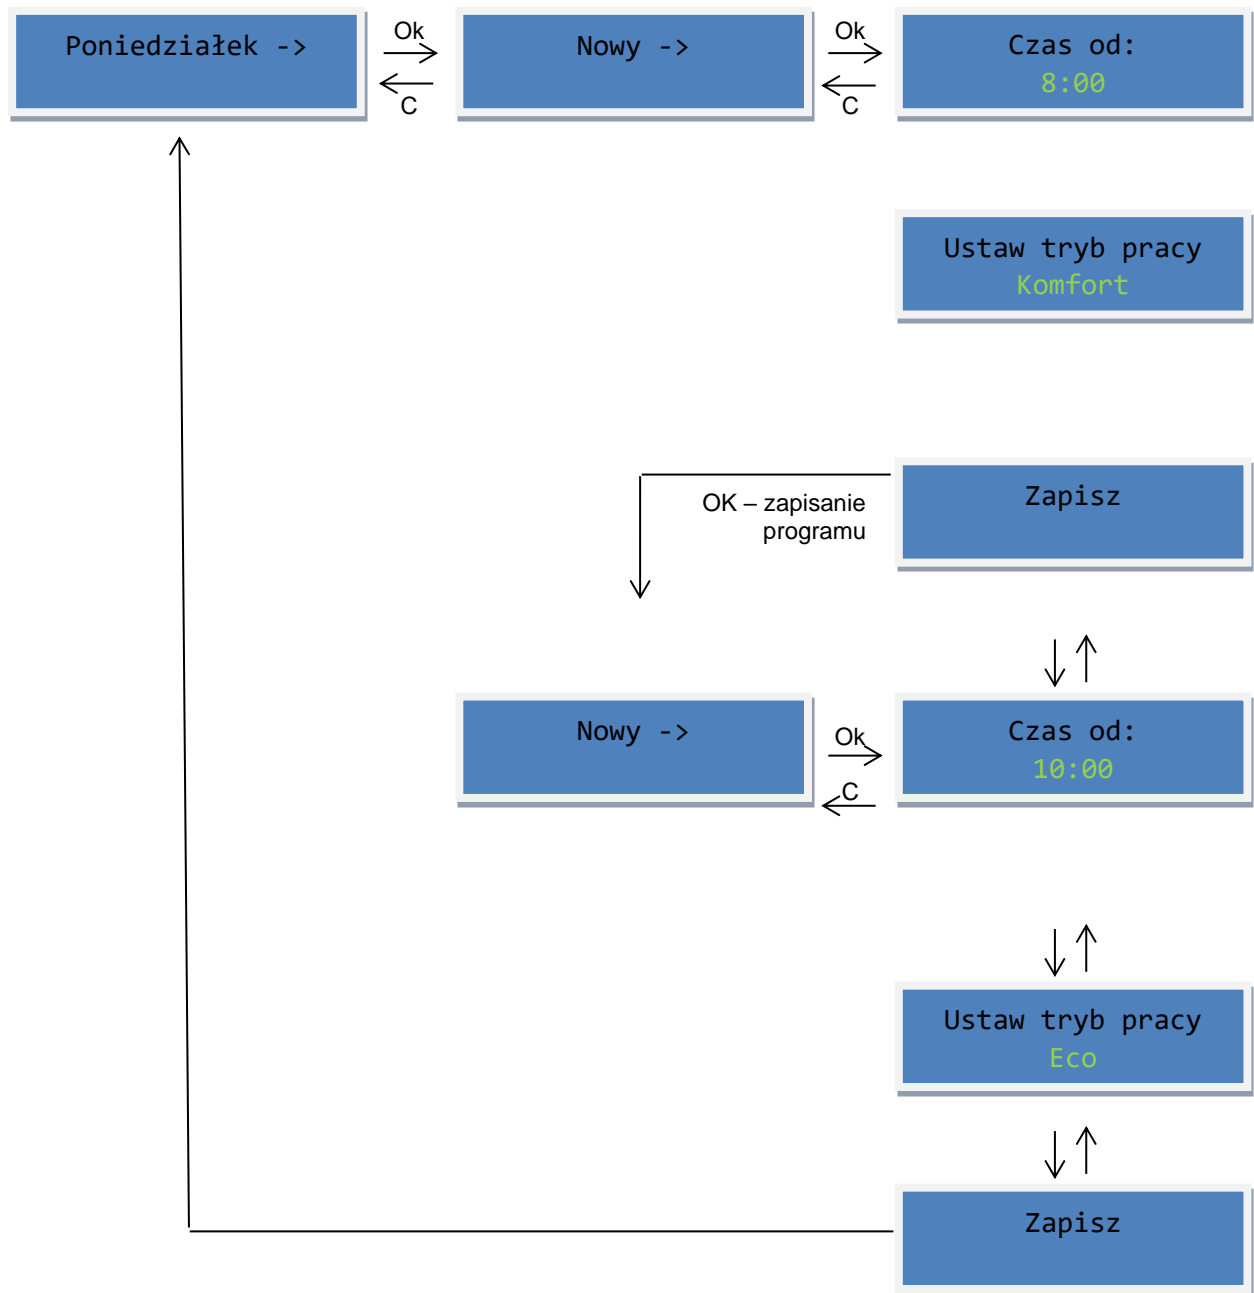 Poniedziałek ->
Ok
C
Nowy ->
Ok
C
Czas od:
8:00
Ustaw tryb pracy
Komfort
OK – zapisanie
programu
Zapisz
Nowy ->
Ok
C
Czas od:
10:00
Ustaw tryb pracy
Eco
Zapisz